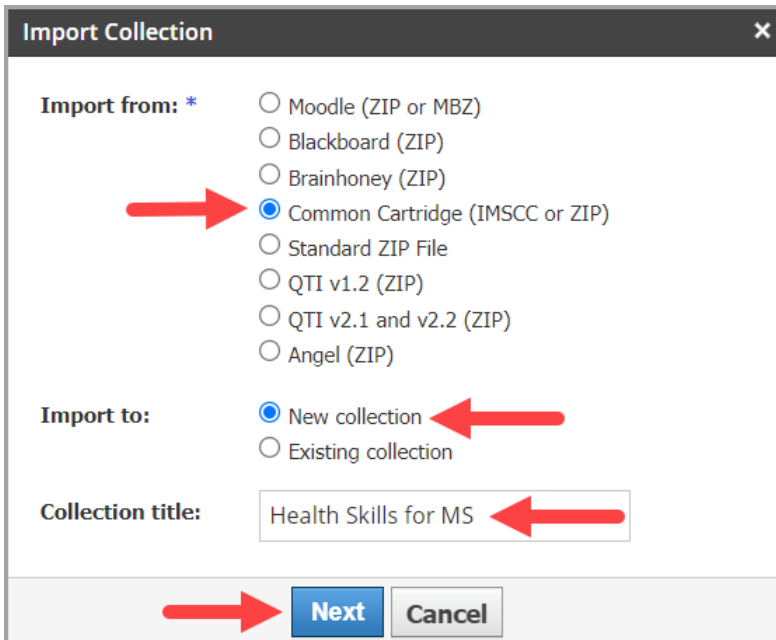 Import Collection ×
Import from: * Moodle (ZIP or MBZ)
Blackboard (ZIP)
Brainhoney (ZIP)
Common Cartridge (IMSCC or ZIP)
Standard ZIP File
QTI v1.2 (ZIP)
QTI v2.1 and v2.2 (ZIP)
Angel (ZIP)
Import to: New collection
Existing collection
Collection title: Health Skills for MS
Next Cancel